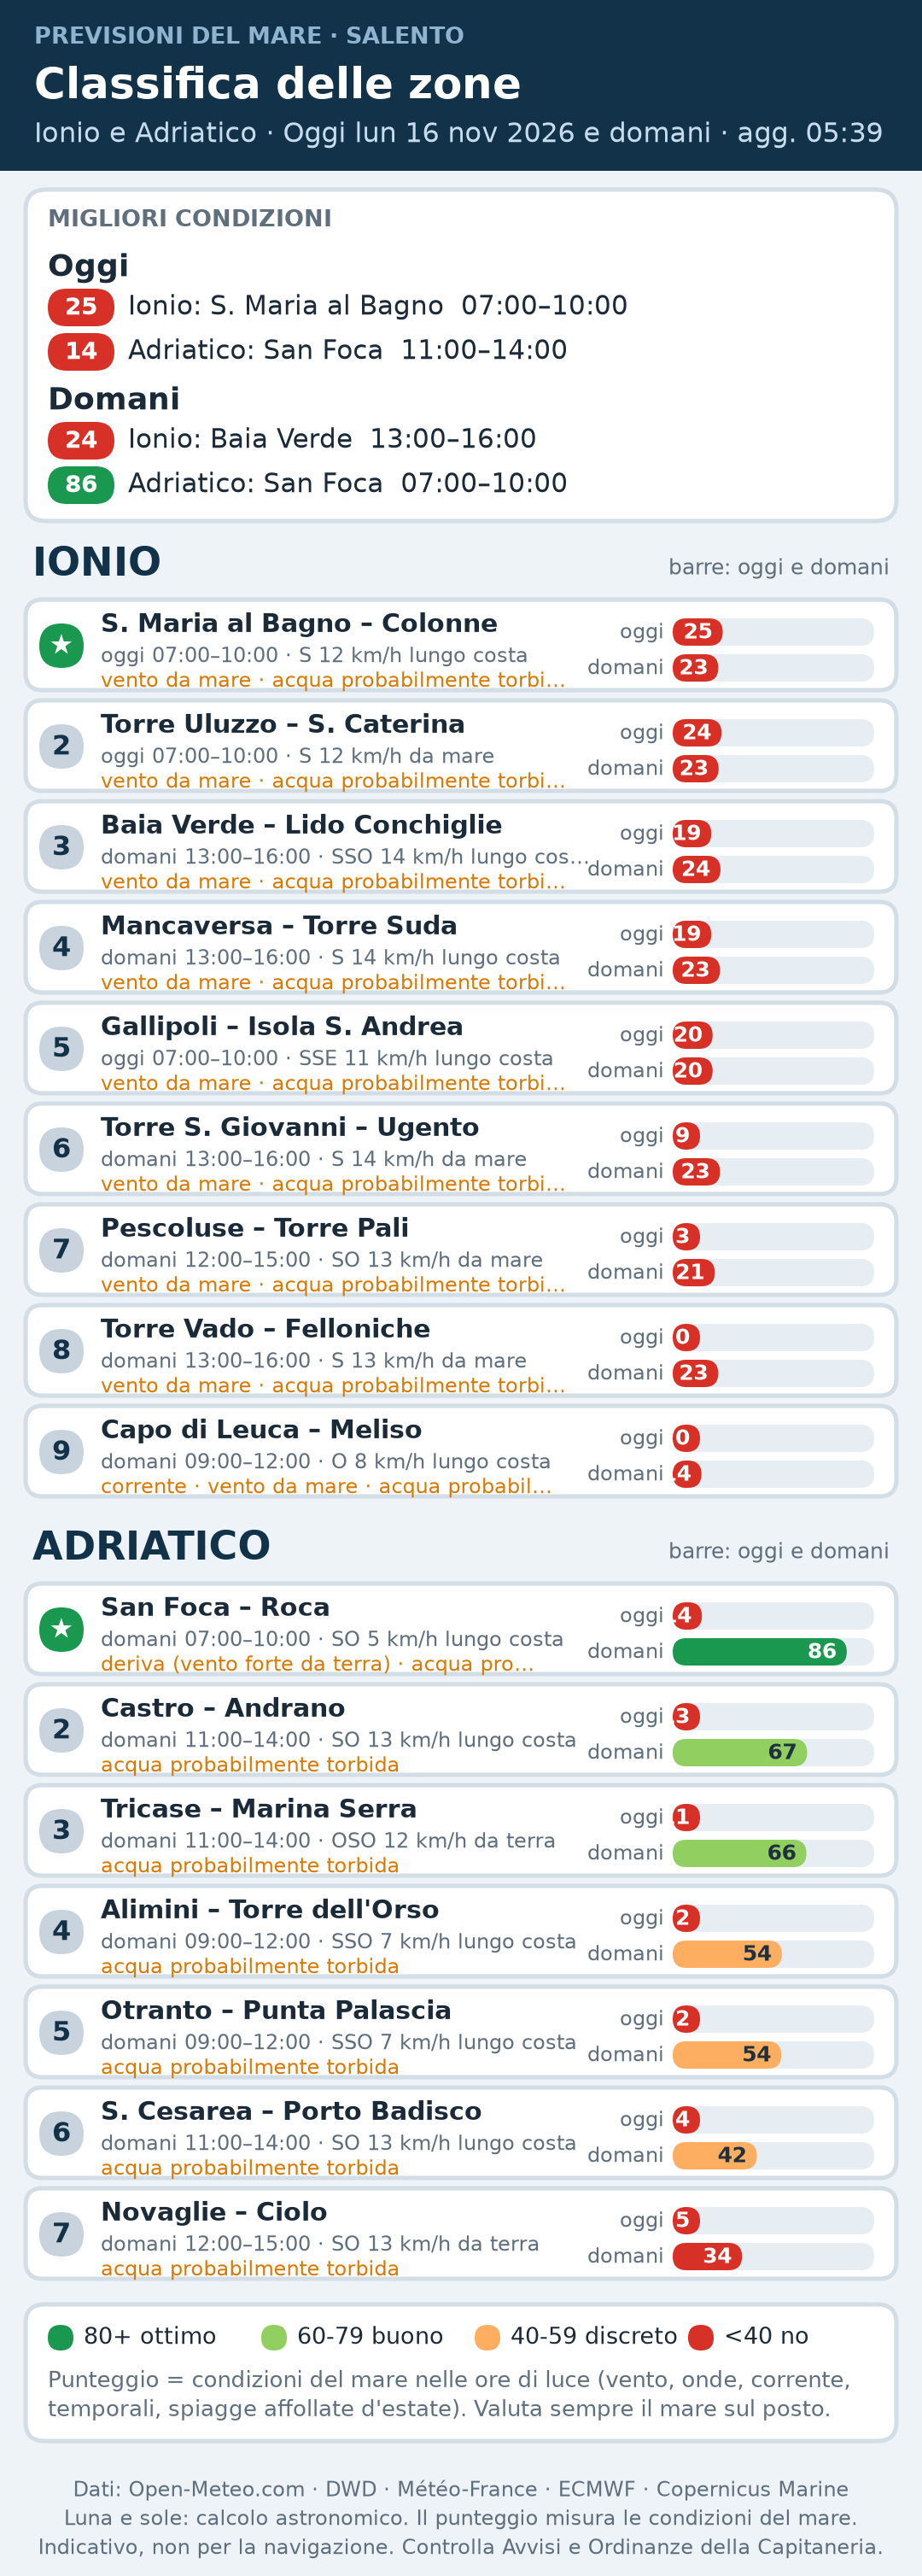 PREVISIONI DEL MARE · SALENTO
Classifica delle zone
Ionio e Adriatico · Oggi lun 16 nov 2026 e domani · agg. 05:39
MIGLIORI CONDIZIONI
Oggi
25 Ionio: S. Maria al Bagno 07:00–10:00
14 Adriatico: San Foca 11:00–14:00
Domani
24 Ionio: Baia Verde 13:00–16:00
86 Adriatico: San Foca 07:00–10:00
IONIO barre: oggi e domani
★ S. Maria al Bagno – Colonne oggi 25
oggi 07:00–10:00 · S 12 km/h lungo costa domani 23
vento da mare · acqua probabilmente torbi…
2 Torre Uluzzo – S. Caterina oggi 24
oggi 07:00–10:00 · S 12 km/h da mare domani 23
vento da mare · acqua probabilmente torbi…
3 Baia Verde – Lido Conchiglie oggi 19
domani 13:00–16:00 · SSO 14 km/h lungo cos… domani 24
vento da mare · acqua probabilmente torbi…
4 Mancaversa – Torre Suda oggi 19
domani 13:00–16:00 · S 14 km/h lungo costa domani 23
vento da mare · acqua probabilmente torbi…
5 Gallipoli – Isola S. Andrea oggi 20
oggi 07:00–10:00 · SSE 11 km/h lungo costa domani 20
vento da mare · acqua probabilmente torbi…
6 Torre S. Giovanni – Ugento oggi 9
domani 13:00–16:00 · S 14 km/h da mare domani 23
vento da mare · acqua probabilmente torbi…
7 Pescoluse – Torre Pali oggi 3
domani 12:00–15:00 · SO 13 km/h da mare domani 21
vento da mare · acqua probabilmente torbi…
8 Torre Vado – Felloniche oggi 0
domani 13:00–16:00 · S 13 km/h da mare domani 23
vento da mare · acqua probabilmente torbi…
9 Capo di Leuca – Meliso oggi 0
domani 09:00–12:00 · O 8 km/h lungo costa domani 4
corrente · vento da mare · acqua probabil…
ADRIATICO barre: oggi e domani
★ San Foca – Roca oggi 4
domani 07:00–10:00 · SO 5 km/h lungo costa domani 86
deriva (vento forte da terra) · acqua pro…
2 Castro – Andrano oggi 3
domani 11:00–14:00 · SO 13 km/h lungo costa domani 67
acqua probabilmente torbida
3 Tricase – Marina Serra oggi 1
domani 11:00–14:00 · OSO 12 km/h da terra domani 66
acqua probabilmente torbida
4 Alimini – Torre dell'Orso oggi 2
domani 09:00–12:00 · SSO 7 km/h lungo costa domani 54
acqua probabilmente torbida
5 Otranto – Punta Palascia oggi 2
domani 09:00–12:00 · SSO 7 km/h lungo costa domani 54
acqua probabilmente torbida
6 S. Cesarea – Porto Badisco oggi 4
domani 11:00–14:00 · SO 13 km/h lungo costa domani 42
acqua probabilmente torbida
7 Novaglie – Ciolo oggi 5
domani 12:00–15:00 · SO 13 km/h da terra domani 34
acqua probabilmente torbida
80+ ottimo 60-79 buono 40-59 discreto <40 no
Punteggio = condizioni del mare nelle ore di luce (vento, onde, corrente,
temporali, spiagge affollate d'estate). Valuta sempre il mare sul posto.
Dati: Open-Meteo.com · DWD · Météo-France · ECMWF · Copernicus Marine
Luna e sole: calcolo astronomico. Il punteggio misura le condizioni del mare.
Indicativo, non per la navigazione. Controlla Avvisi e Ordinanze della Capitaneria.